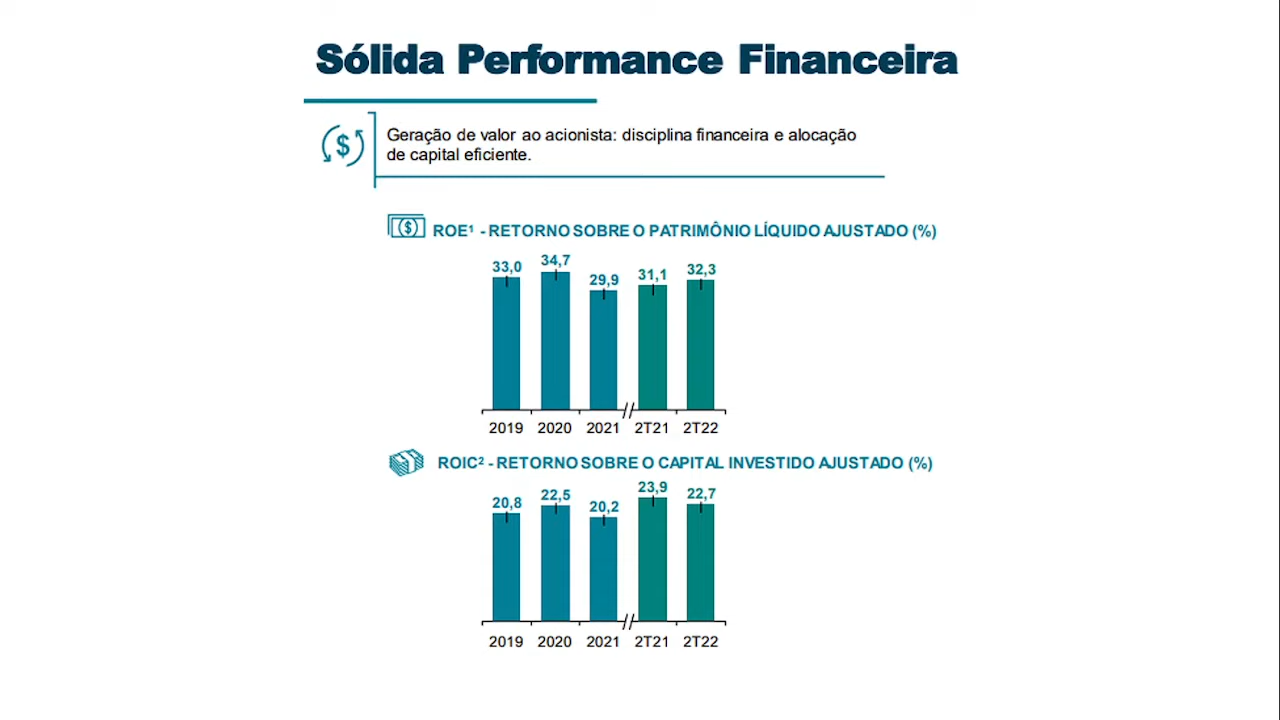 Sólida Performance Financeira
$
Geração de valor ao acionista: disciplina financeira e alocação
de capital eficiente.
$
ROE¹ - RETORNO SOBRE O PATRIMÔNIO LÍQUIDO AJUSTADO (%)
33,0 34,7 29,9 31,1 32,3
2019 2020 2021 2T21 2T22
ROIC² - RETORNO SOBRE O CAPITAL INVESTIDO AJUSTADO (%)
20,8 22,5 20,2 23,9 22,7
2019 2020 2021 2T21 2T22